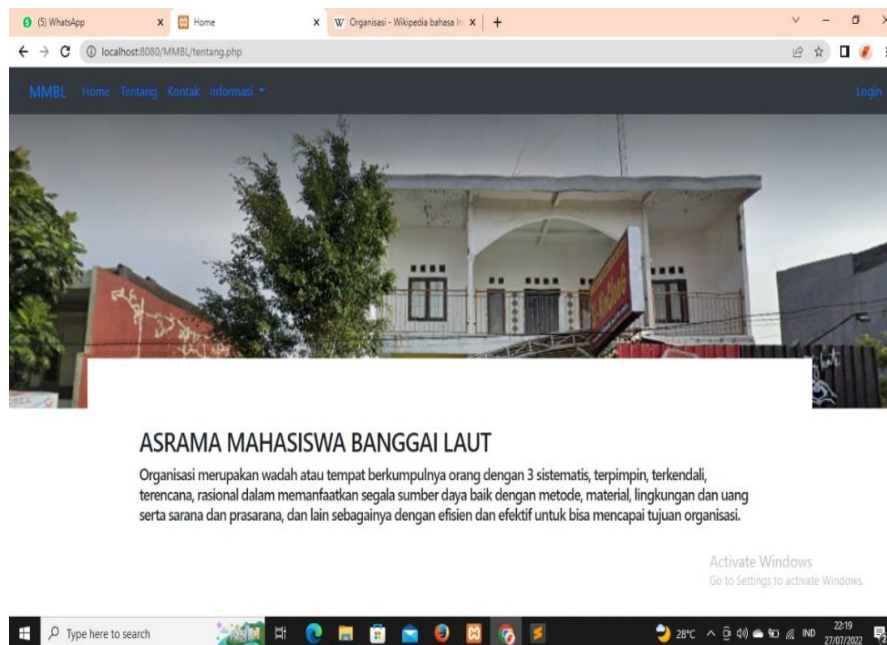 (5) WhatsApp
Home
Organisasi - Wikipedia bahasa In
localhost:8080/MMBL/tentang.php
MMBL Home Tentang Kontak Informasi Login
ASRAMA MAHASISWA BANGGAI LAUT
Organisasi merupakan wadah atau tempat berkumpulnya orang dengan 3 sistematis, terpimpin, terkendali,
terencana, rasional dalam memanfaatkan segala sumber daya baik dengan metode, material, lingkungan dan uang
serta sarana dan prasarana, dan lain sebagainya dengan efisien dan efektif untuk bisa mencapai tujuan organisasi.
Activate Windows
Go to Settings to activate Windows.
Type here to search
28°C
IND
22:19
27/07/2022